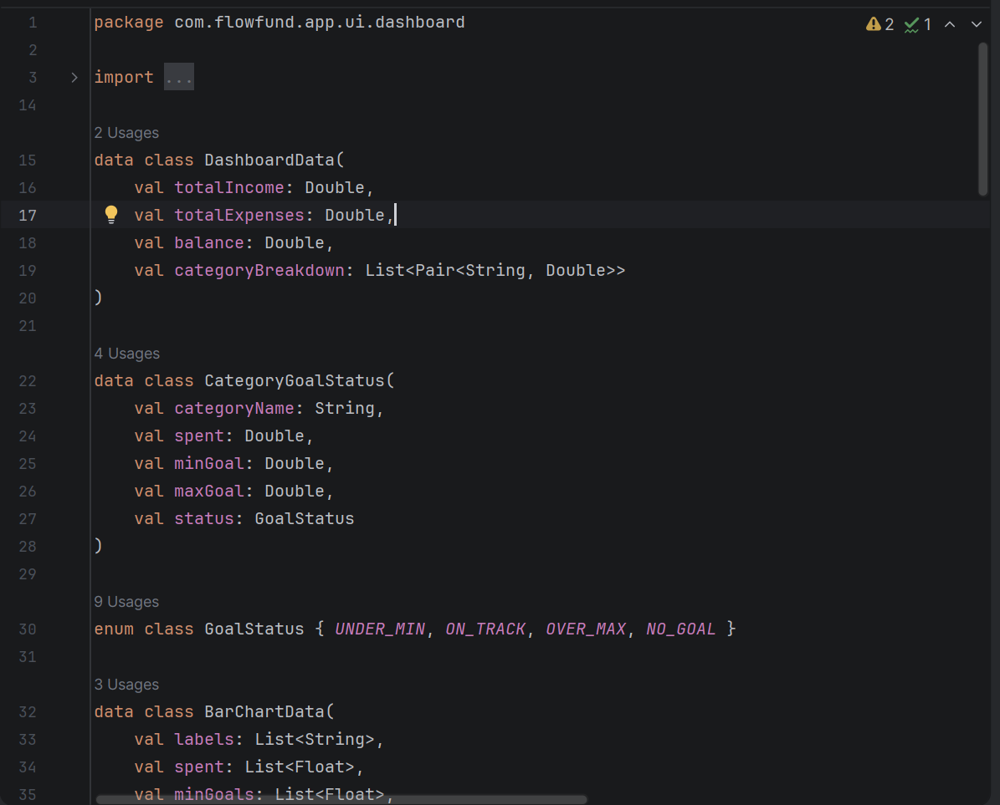 1 package com.flowfund.app.ui.dashboard 2 1
2
3 import ...
14
2 Usages
15 data class DashboardData(
16 val totalIncome: Double,
17 val totalExpenses: Double,
18 val balance: Double,
19 val categoryBreakdown: List<Pair<String, Double>>
20 )
21
4 Usages
22 data class CategoryGoalStatus(
23 val categoryName: String,
24 val spent: Double,
25 val minGoal: Double,
26 val maxGoal: Double,
27 val status: GoalStatus
28 )
29
9 Usages
30 enum class GoalStatus { UNDER_MIN, ON_TRACK, OVER_MAX, NO_GOAL }
31
3 Usages
32 data class BarChartData(
33 val labels: List<String>,
34 val spent: List<Float>,
35 val minGoals: List<Float>,